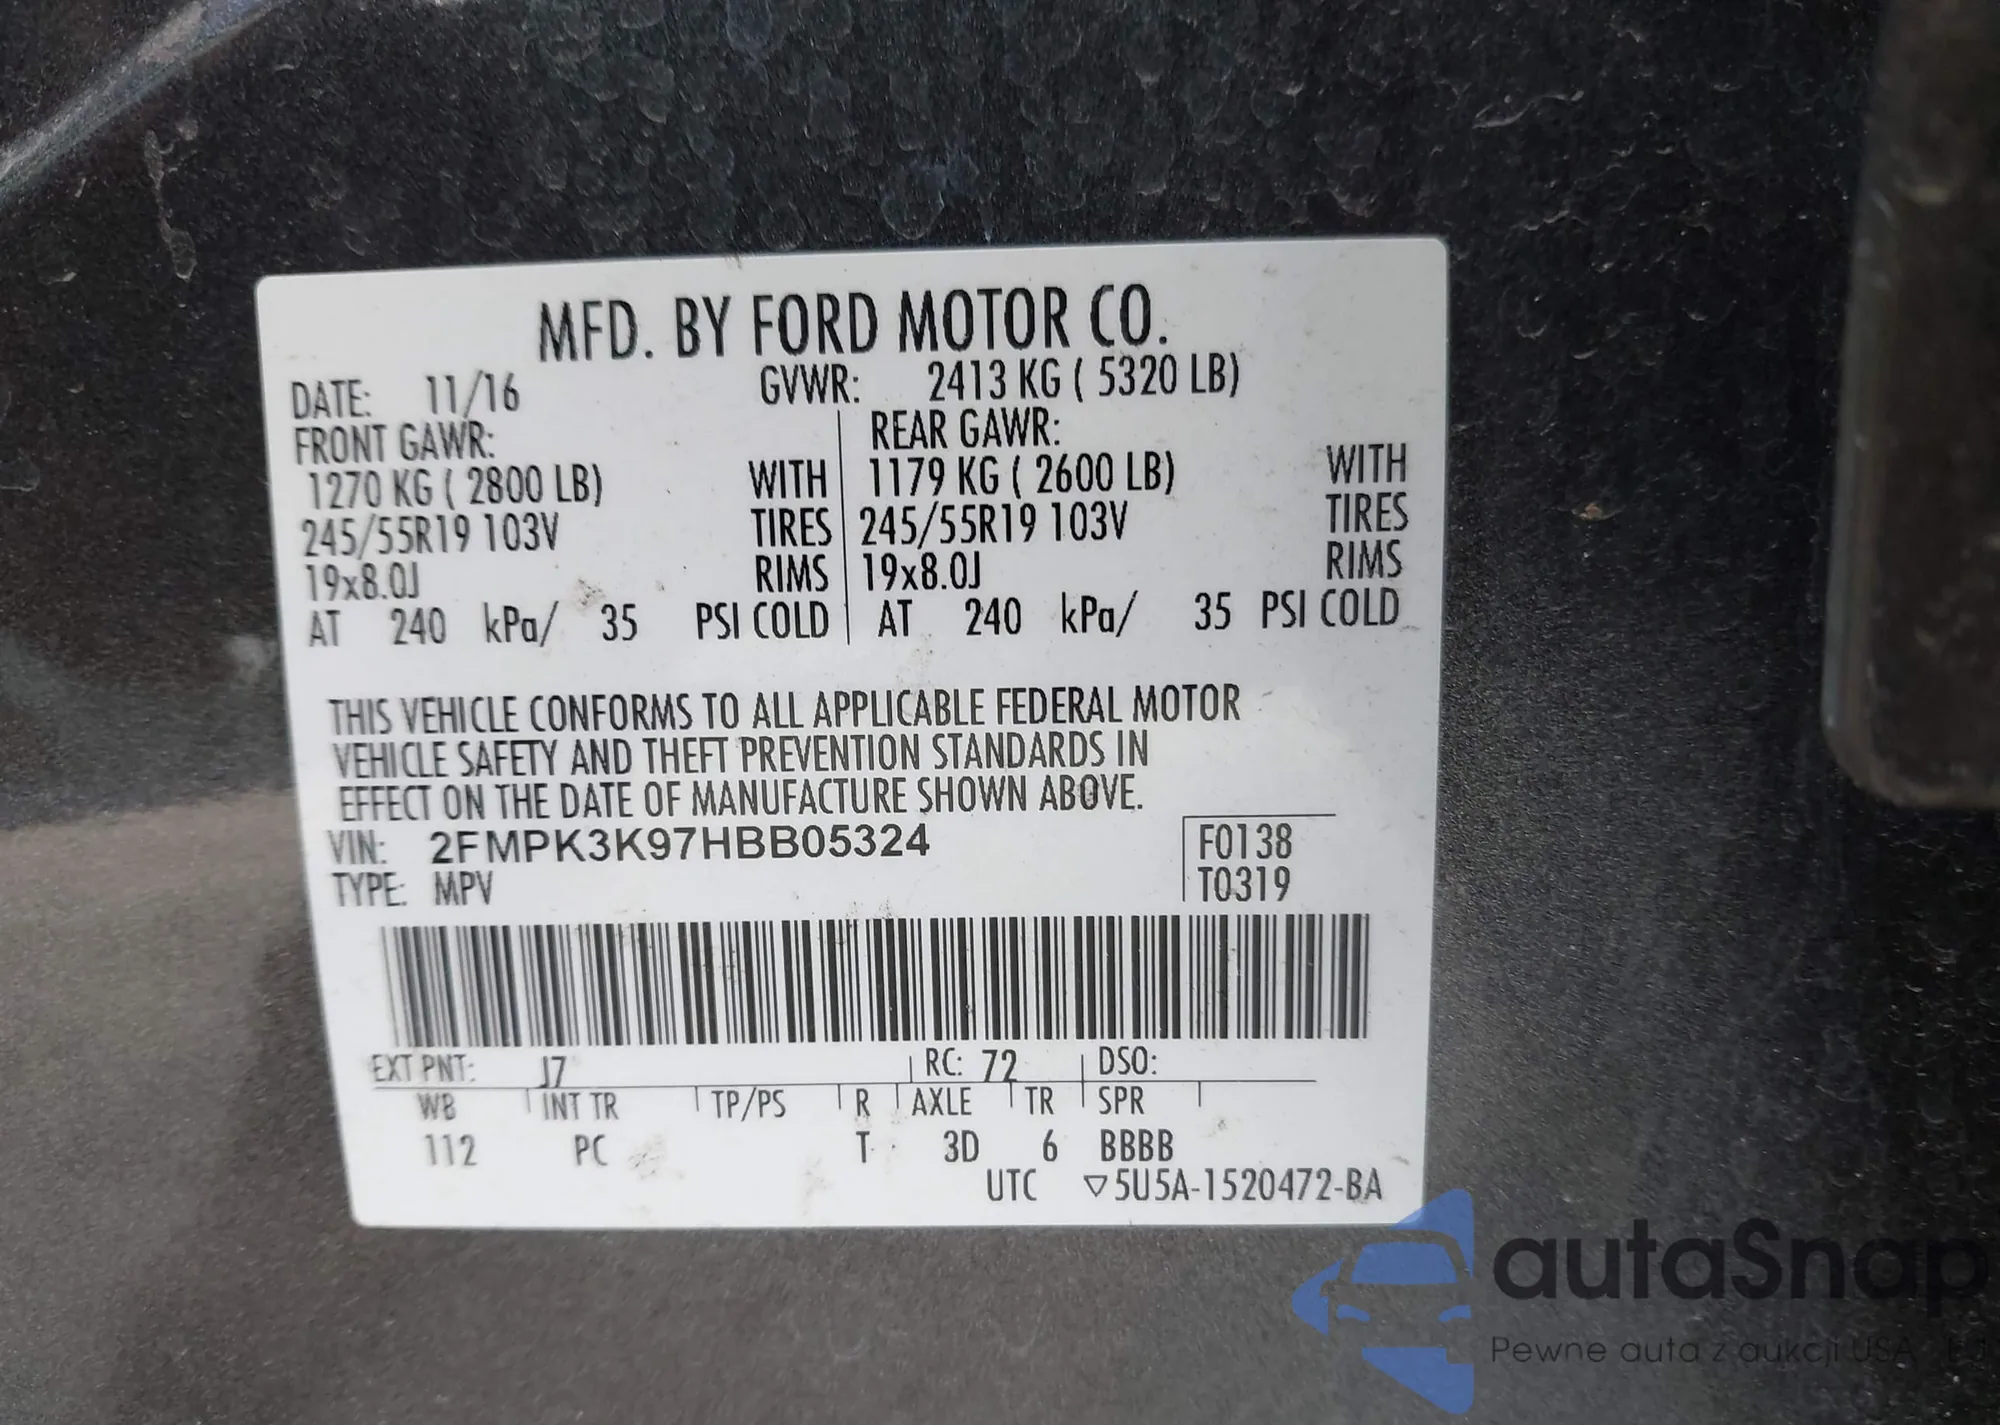 MFD. BY FORD MOTOR CO.
DATE: 11/16 GVWR: 2413 KG ( 5320 LB)
FRONT GAWR: REAR GAWR:
1270 KG ( 2800 LB) WITH 1179 KG ( 2600 LB) WITH
245/55R19 103V TIRES 245/55R19 103V TIRES
19x8.0J RIMS 19x8.0J RIMS
AT 240 kPa/ 35 PSI COLD AT 240 kPa/ 35 PSI COLD
THIS VEHICLE CONFORMS TO ALL APPLICABLE FEDERAL MOTOR
VEHICLE SAFETY AND THEFT PREVENTION STANDARDS IN
EFFECT ON THE DATE OF MANUFACTURE SHOWN ABOVE.
VIN: 2FMPK3K97HBB05324 F0138
TYPE: MPV T0319
EXT PNT: J7 RC: 72 DSO:
WB INT TR TP/PS R AXLE TR SPR
112 PC T 3D 6 BBBB
UTC ▽5U5A-1520472-BA
autaSnap
Pewne auta z aukcji USA